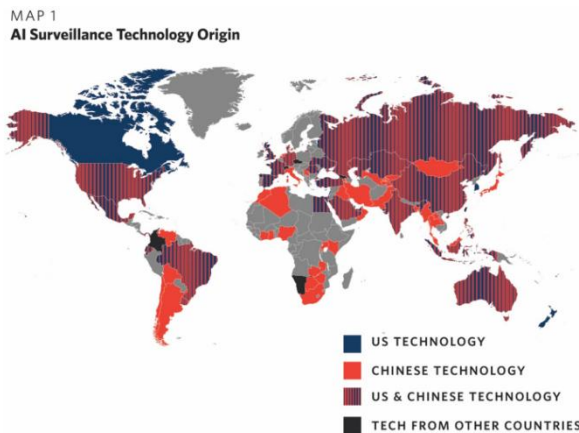 MAP 1
AI Surveillance Technology Origin
US TECHNOLOGY
CHINESE TECHNOLOGY
US & CHINESE TECHNOLOGY
TECH FROM OTHER COUNTRIES